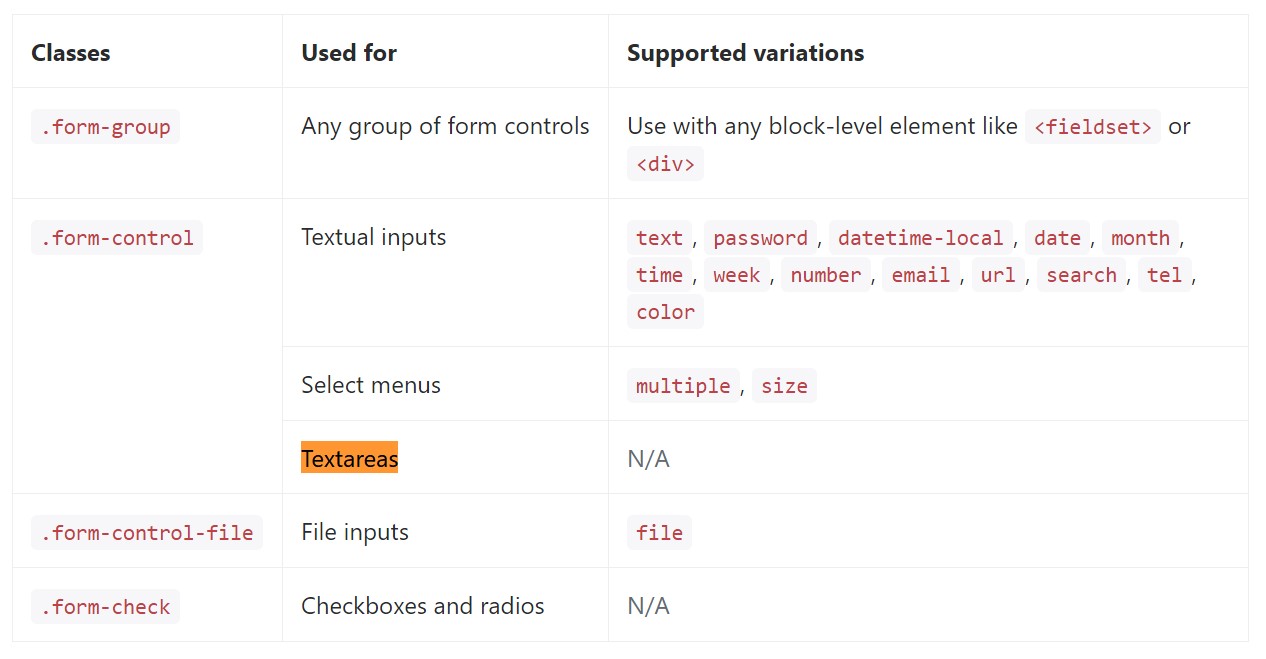 Classes Used for Supported variations
.form-group Any group of form controls Use with any block-level element like <fieldset> or
<div>
.form-control Textual inputs text , password , datetime-local , date , month ,
time , week , number , email , url , search , tel ,
color
Select menus multiple , size
Textareas N/A
.form-control-file File inputs file
.form-check Checkboxes and radios N/A